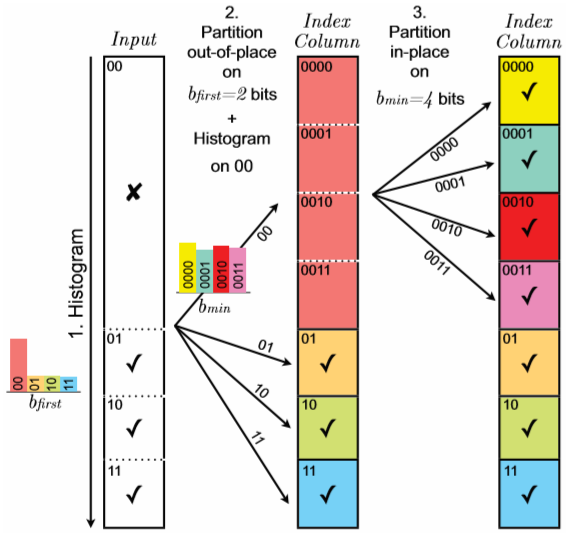 2.
Partition
out-of-place
on
bfirst=2 bits
+
Histogram
on 00
3.
Partition
in-place
on
bmin=4 bits
Input
Index
Column
Index
Column
1. Histogram
00
01
10
11
bfirst
00
01
10
11
0000
0001
0010
0011
bmin
00
01
10
11
0000
0001
0010
0011
01
10
11
0000
0001
0010
0011
0000
0001
0010
0011
01
10
11